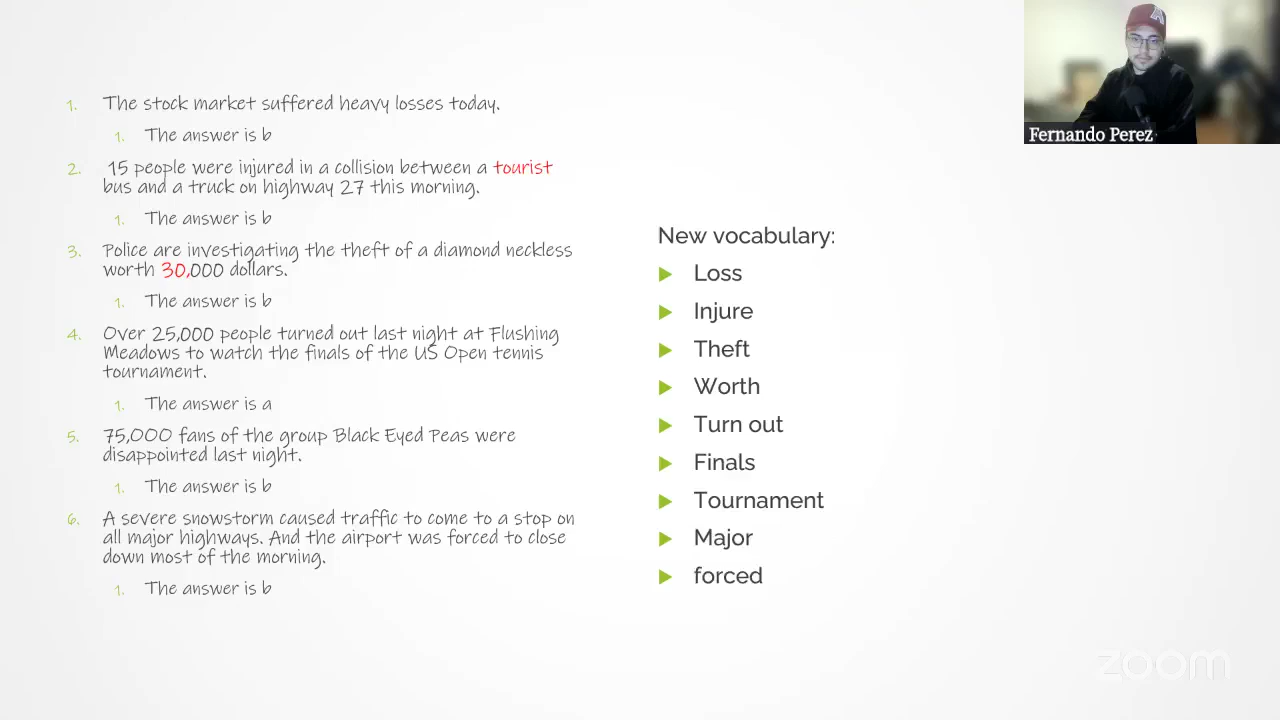 1. The stock market suffered heavy losses today.
1. The answer is b
2. 15 people were injured in a collision between a tourist
bus and a truck on highway 27 this morning.
1. The answer is b
3. Police are investigating the theft of a diamond neckless
worth 30,000 dollars.
1. The answer is b
4. Over 25,000 people turned out last night at Flushing
Meadows to watch the finals of the US Open tennis
tournament.
1. The answer is a
5. 75,000 fans of the group Black Eyed Peas were
disappointed last night.
1. The answer is b
6. A severe snowstorm caused traffic to come to a stop on
all major highways. And the airport was forced to close
down most of the morning.
1. The answer is b
New vocabulary:
Loss
Injure
Theft
Worth
Turn out
Finals
Tournament
Major
forced
A
Fernando Perez
zoom